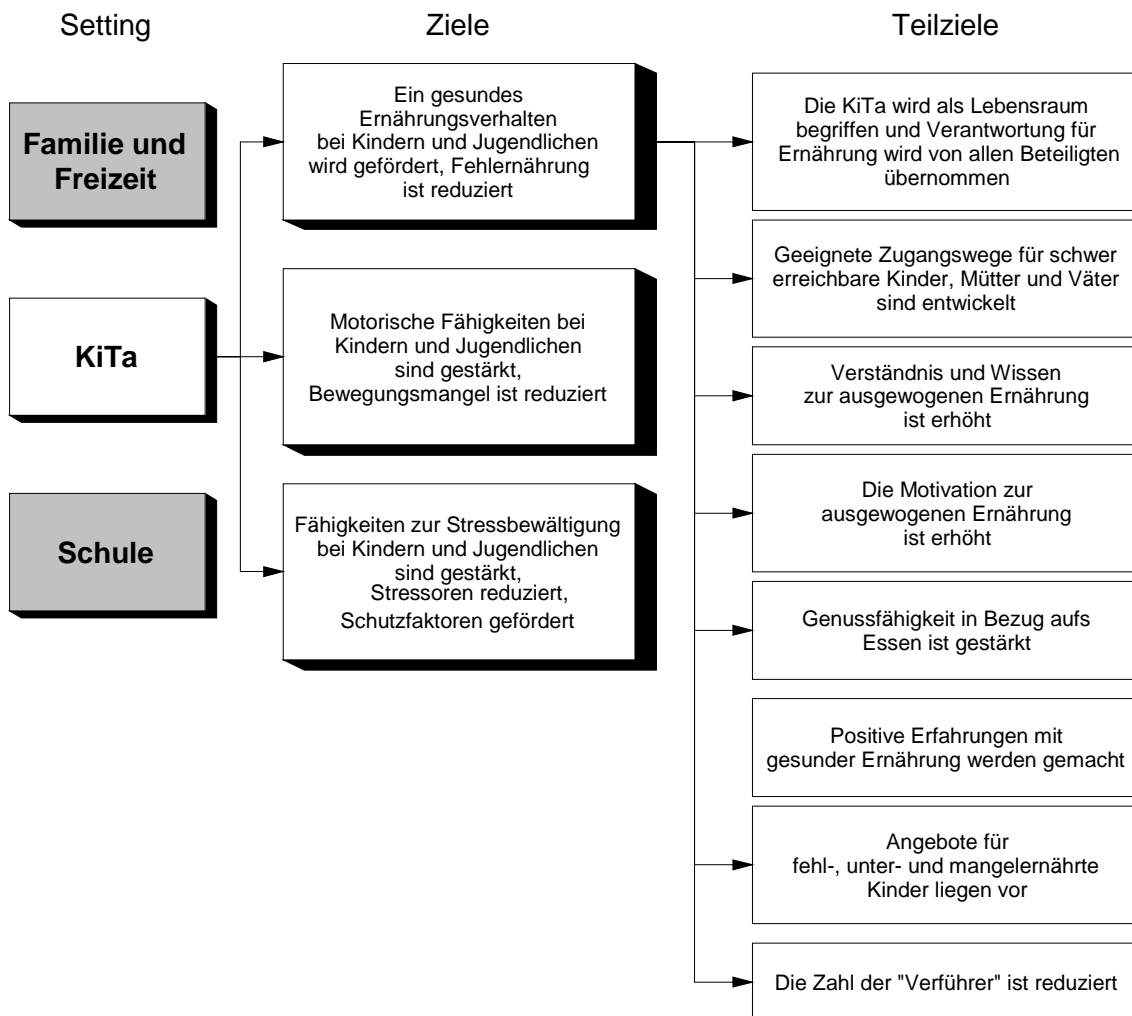 Setting
Ziele
Teilziele
Familie und
Freizeit
KiTa
Schule
Ein gesundes
Ernährungsverhalten
bei Kindern und Jugendlichen
wird gefördert, Fehlernährung
ist reduziert
Motorische Fähigkeiten bei
Kindern und Jugendlichen
sind gestärkt,
Bewegungsmangel ist reduziert
Fähigkeiten zur Stressbewältigung
bei Kindern und Jugendlichen
sind gestärkt,
Stressoren reduziert,
Schutzfaktoren gefördert
Die KiTa wird als Lebensraum
begriffen und Verantwortung für
Ernährung wird von allen Beteiligten
übernommen
Geeignete Zugangswege für schwer
erreichbare Kinder, Mütter und Väter
sind entwickelt
Verständnis und Wissen
zur ausgewogenen Ernährung
ist erhöht
Die Motivation zur
ausgewogenen Ernährung
ist erhöht
Genussfähigkeit in Bezug aufs
Essen ist gestärkt
Positive Erfahrungen mit
gesunder Ernährung werden gemacht
Angebote für
fehl-, unter- und mangelernährte
Kinder liegen vor
Die Zahl der "Verführer" ist reduziert